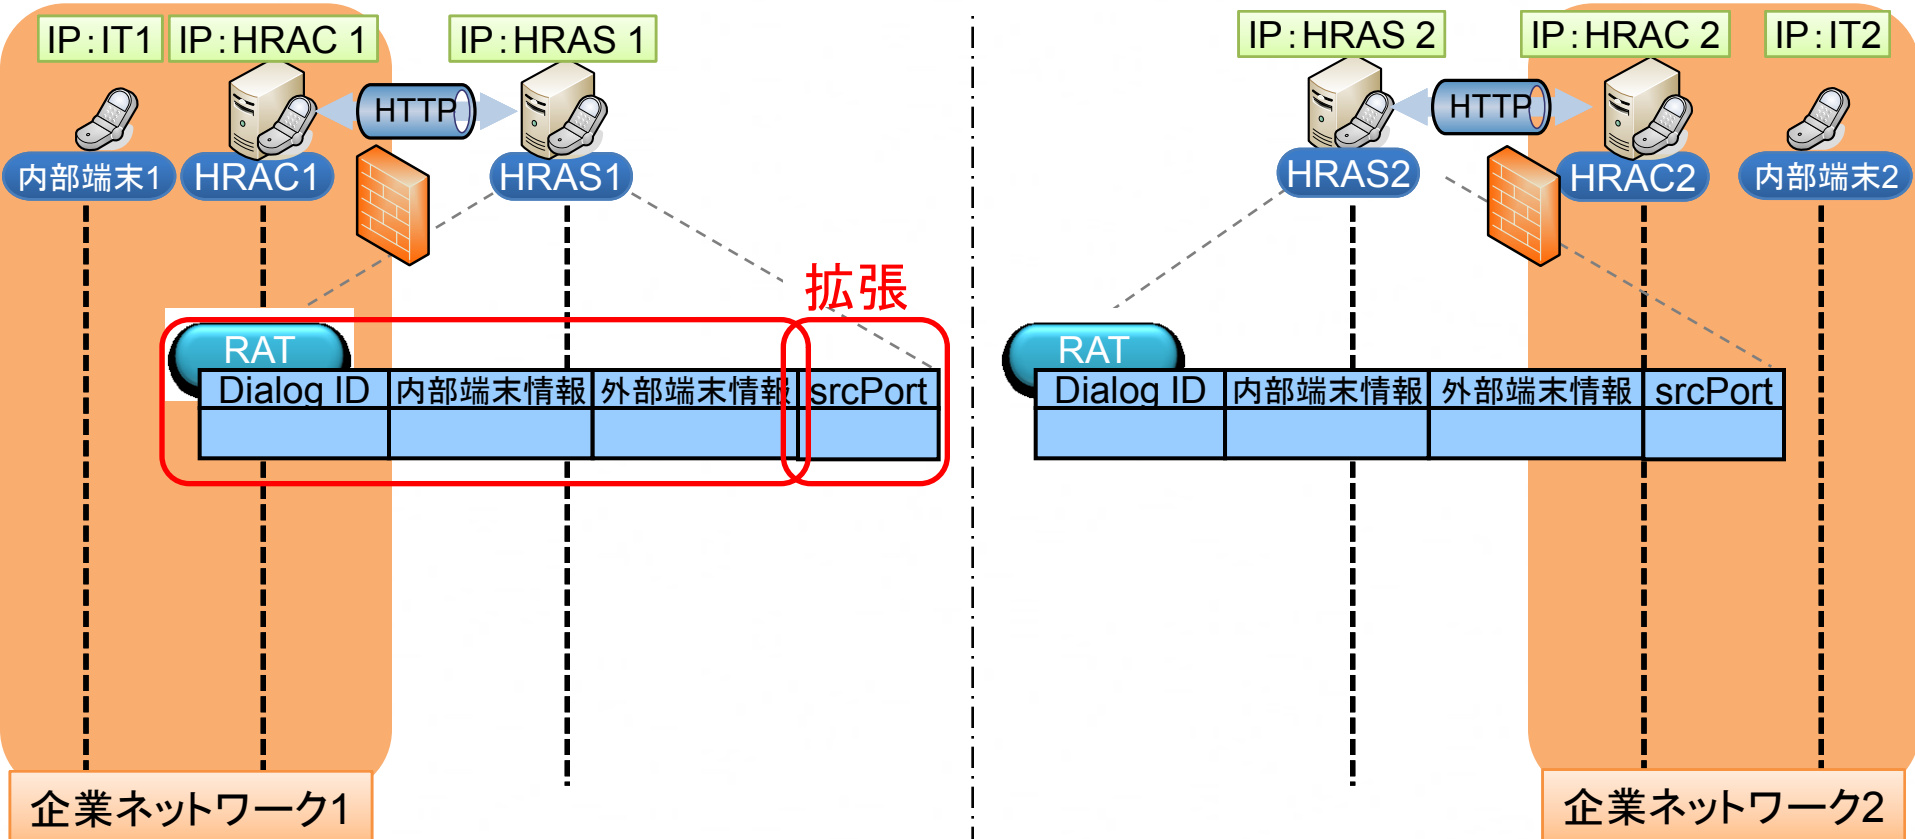 IP:IT1 IP:HRAC 1 IP:HRAS 1 IP:HRAS 2 IP:HRAC 2 IP:IT2
HTTP HTTP
内部端末1 HRAC1 HRAS1 HRAS2 HRAC2 内部端末2
拡張
RAT RAT
Dialog ID 内部端末情報 外部端末情報 srcPort Dialog ID 内部端末情報 外部端末情報 srcPort
企業ネットワーク1 企業ネットワーク2